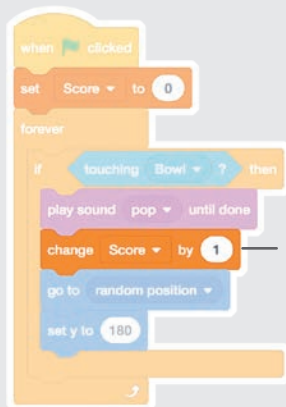 when clicked
set Score to 0
forever
if touching Bowl ? then
play sound pop until done
change Score by 1
go to random position
set y to 180